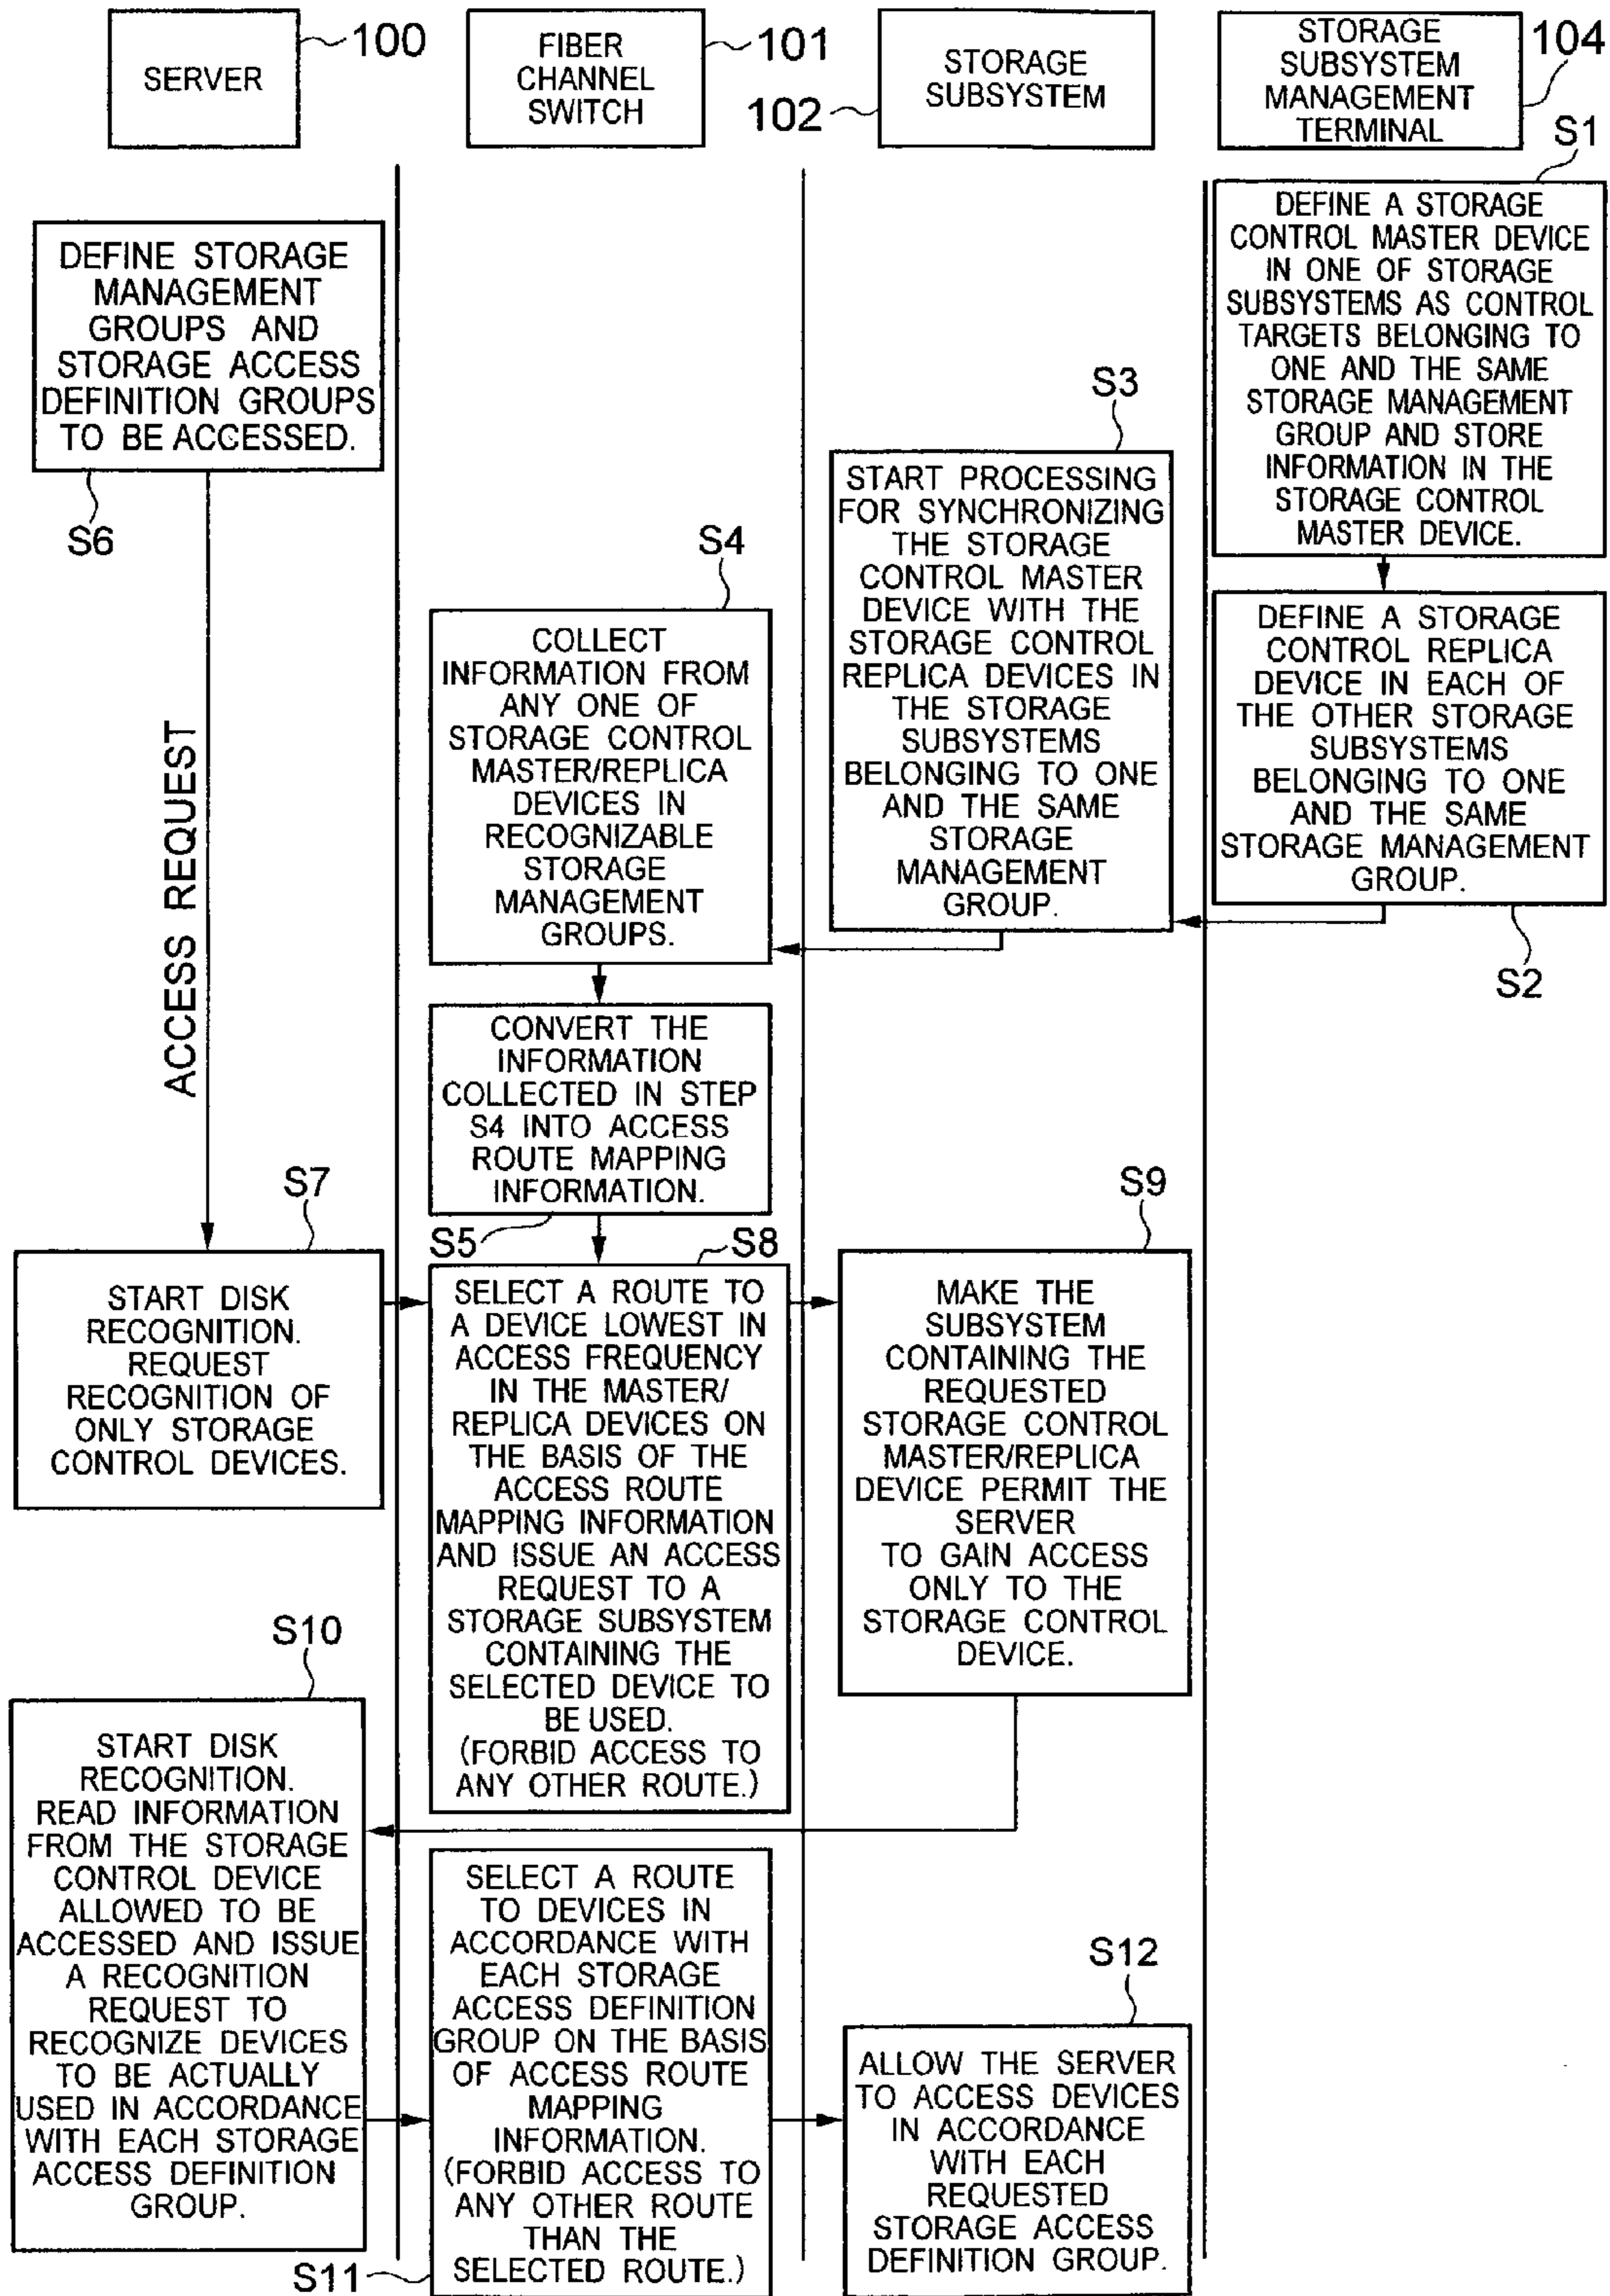 SERVER
100
FIBER
CHANNEL
SWITCH
101
STORAGE
SUBSYSTEM
102
STORAGE
SUBSYSTEM
MANAGEMENT
TERMINAL
104
S1
DEFINE A STORAGE
CONTROL MASTER DEVICE
IN ONE OF STORAGE
SUBSYSTEMS AS CONTROL
TARGETS BELONGING TO
ONE AND THE SAME
STORAGE MANAGEMENT
GROUP AND STORE
INFORMATION IN THE
STORAGE CONTROL
MASTER DEVICE.
DEFINE A STORAGE
CONTROL REPLICA
DEVICE IN EACH OF
THE OTHER STORAGE
SUBSYSTEMS
BELONGING TO ONE
AND THE SAME
STORAGE MANAGEMENT
GROUP.
S2
S3
START PROCESSING
FOR SYNCHRONIZING
THE STORAGE
CONTROL MASTER
DEVICE WITH THE
STORAGE CONTROL
REPLICA DEVICES IN
THE STORAGE
SUBSYSTEMS
BELONGING TO ONE
AND THE SAME
STORAGE
MANAGEMENT
GROUP.
S4
COLLECT
INFORMATION FROM
ANY ONE OF
STORAGE CONTROL
MASTER/REPLICA
DEVICES IN
RECOGNIZABLE
STORAGE
MANAGEMENT
GROUPS.
CONVERT THE
INFORMATION
COLLECTED IN STEP
S4 INTO ACCESS
ROUTE MAPPING
INFORMATION.
S5
DEFINE STORAGE
MANAGEMENT
GROUPS AND
STORAGE ACCESS
DEFINITION GROUPS
TO BE ACCESSED.
S6
ACCESS REQUEST
S7
START DISK
RECOGNITION.
REQUEST
RECOGNITION OF
ONLY STORAGE
CONTROL DEVICES.
S8
SELECT A ROUTE TO
A DEVICE LOWEST IN
ACCESS FREQUENCY
IN THE MASTER/
REPLICA DEVICES ON
THE BASIS OF THE
ACCESS ROUTE
MAPPING INFORMATION
AND ISSUE AN ACCESS
REQUEST TO A
STORAGE SUBSYSTEM
CONTAINING THE
SELECTED DEVICE TO
BE USED.
(FORBID ACCESS TO
ANY OTHER ROUTE.)
S9
MAKE THE
SUBSYSTEM
CONTAINING THE
REQUESTED
STORAGE CONTROL
MASTER/REPLICA
DEVICE PERMIT THE
SERVER
TO GAIN ACCESS
ONLY TO THE
STORAGE CONTROL
DEVICE.
S10
START DISK
RECOGNITION.
READ INFORMATION
FROM THE STORAGE
CONTROL DEVICE
ALLOWED TO BE
ACCESSED AND ISSUE
A RECOGNITION
REQUEST TO
RECOGNIZE DEVICES
TO BE ACTUALLY
USED IN ACCORDANCE
WITH EACH STORAGE
ACCESS DEFINITION
GROUP.
SELECT A ROUTE
TO DEVICES IN
ACCORDANCE WITH
EACH STORAGE
ACCESS DEFINITION
GROUP ON THE BASIS
OF ACCESS ROUTE
MAPPING
INFORMATION.
(FORBID ACCESS TO
ANY OTHER ROUTE
THAN THE
SELECTED ROUTE.)
S11
S12
ALLOW THE SERVER
TO ACCESS DEVICES
IN ACCORDANCE
WITH EACH
REQUESTED
STORAGE ACCESS
DEFINITION GROUP.